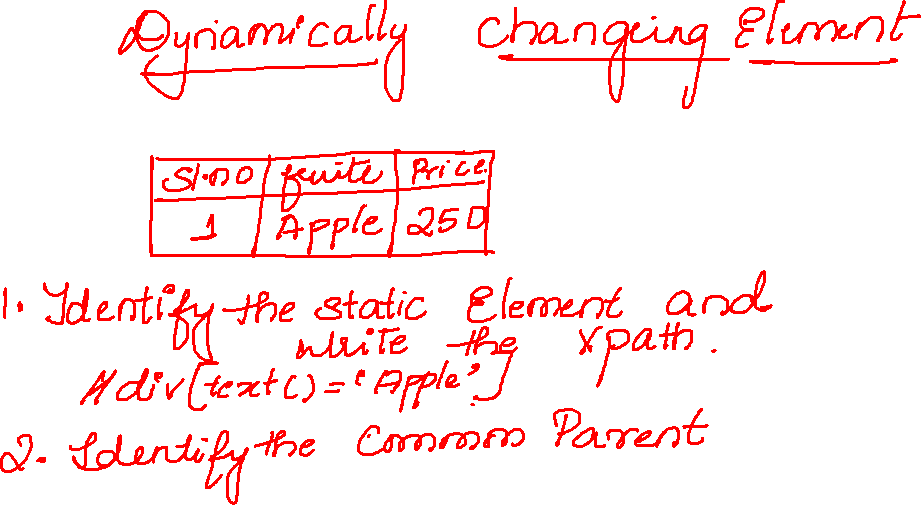 Dynamically changing Element
Sl.no fruite Price
1 Apple 250
1. Identify the static Element and
write the xpath.
//div[text()='Apple']
2. Identify the Common Parent